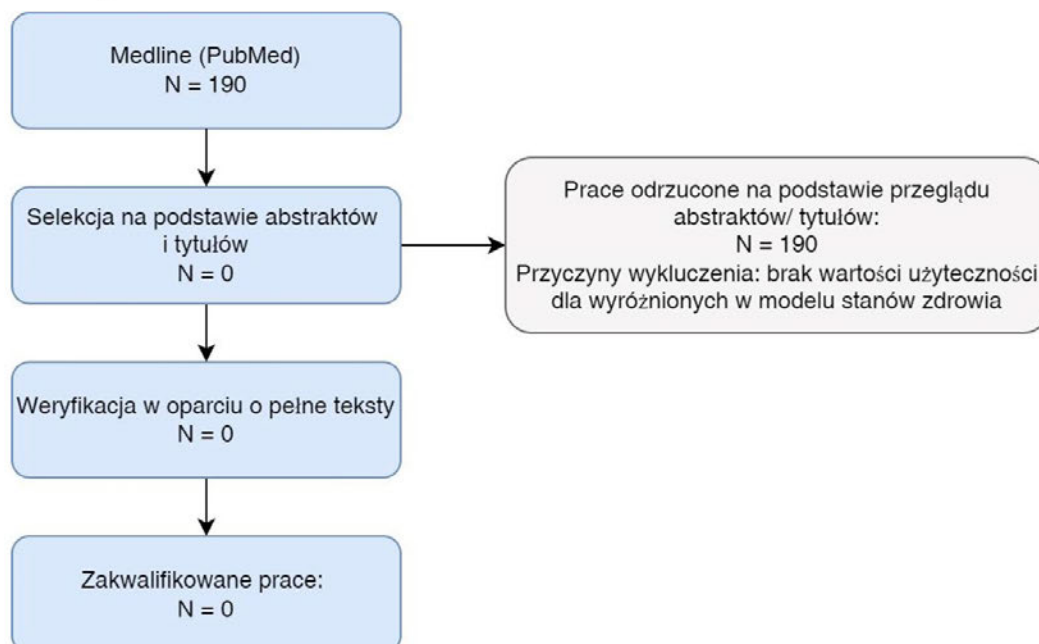 Medline (PubMed)
N = 190
Selekcja na podstawie abstraktów
i tytułów
N = 0
Prace odrzucone na podstawie przeglądu
abstraktów/ tytułów:
N = 190
Przyczyny wykluczenia: brak wartości użyteczności
dla wyróżnionych w modelu stanów zdrowia
Weryfikacja w oparciu o pełne teksty
N = 0
Zakwalifikowane prace:
N = 0